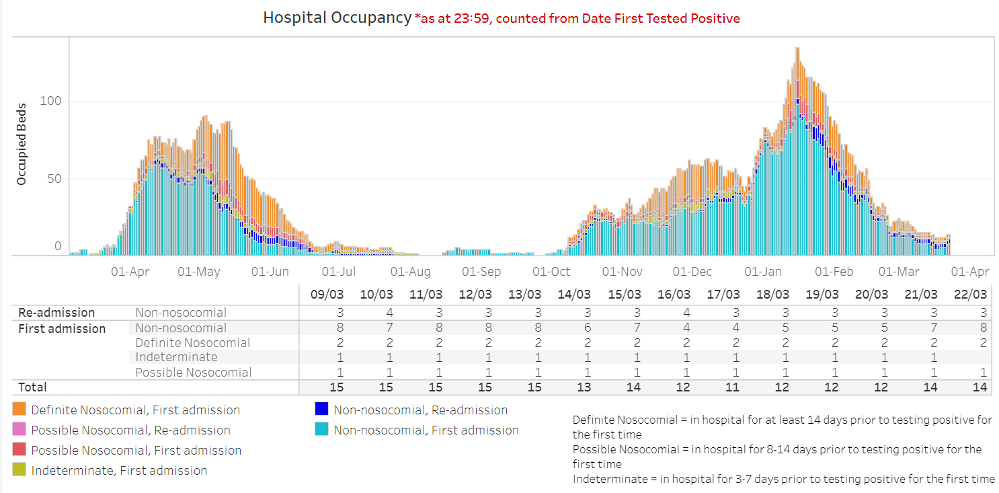 Hospital Occupancy *as at 23:59, counted from Date First Tested Positive
Occupied Beds
100
50
0
01-Apr 01-May 01-Jun 01-Jul 01-Aug 01-Sep 01-Oct 01-Nov 01-Dec 01-Jan 01-Feb 01-Mar 01-Apr
09/03 10/03 11/03 12/03 13/03 14/03 15/03 16/03 17/03 18/03 19/03 20/03 21/03 22/03
Re-admission Non-nosocomial 3 4 3 3 3 3 3 4 3 3 3 3 3 3
First admission Non-nosocomial 8 7 8 8 8 6 7 4 4 5 5 5 7 8
Definite Nosocomial 2 2 2 2 2 2 2 2 2 2 2 2 2 2
Indeterminate 1 1 1 1 1 1 1 1 1 1 1 1 1
Possible Nosocomial 1 1 1 1 1 1 1 1 1 1 1 1 1 1
Total 15 15 15 15 15 13 14 12 11 12 12 12 14 14
Definite Nosocomial, First admission
Possible Nosocomial, Re-admission
Possible Nosocomial, First admission
Indeterminate, First admission
Non-nosocomial, Re-admission
Non-nosocomial, First admission
Definite Nosocomial = in hospital for at least 14 days prior to testing positive for
the first time
Possible Nosocomial = in hospital for 8-14 days prior to testing positive for the
first time
Indeterminate = in hospital for 3-7 days prior to testing positive for the first time